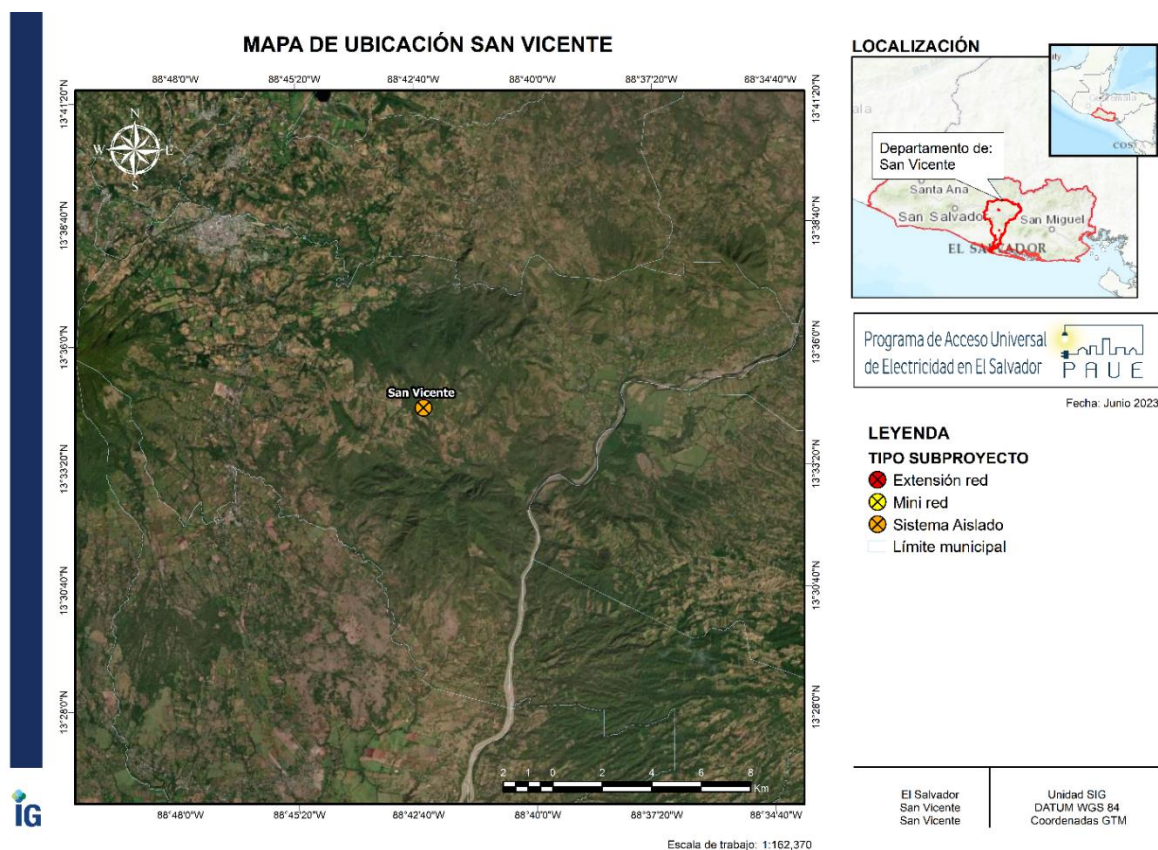 MAPA DE UBICACIÓN SAN VICENTE
88°48'0"W 88°45'20"W 88°42'40"W 88°40'0"W 88°37'20"W 88°34'40"W
13°41'20"N
13°38'40"N
13°36'0"N
13°33'20"N
13°30'40"N
13°28'0"N
N
W
S
San Vicente
13°41'20"N
13°38'40"N
13°36'0"N
13°33'20"N
13°30'40"N
13°28'0"N
2 1 0 2 4 6 8
Km
88°48'0"W 88°45'20"W 88°42'40"W 88°40'0"W 88°37'20"W 88°34'40"W
Escala de trabajo: 1:162,370
IG
LOCALIZACIÓN
Departamento de:
San Vicente
Santa Ana
San Salvado
San Miguel
EL SALVADOR
Programa de Acceso Universal
de Electricidad en El Salvador
PAUE
Fecha: Junio 2023
LEYENDA
TIPO SUBPROYECTO
Extensión red
Mini red
Sistema Aislado
Límite municipal
El Salvador
San Vicente
San Vicente
Unidad SIG
DATUM WGS 84
Coordenadas GTM